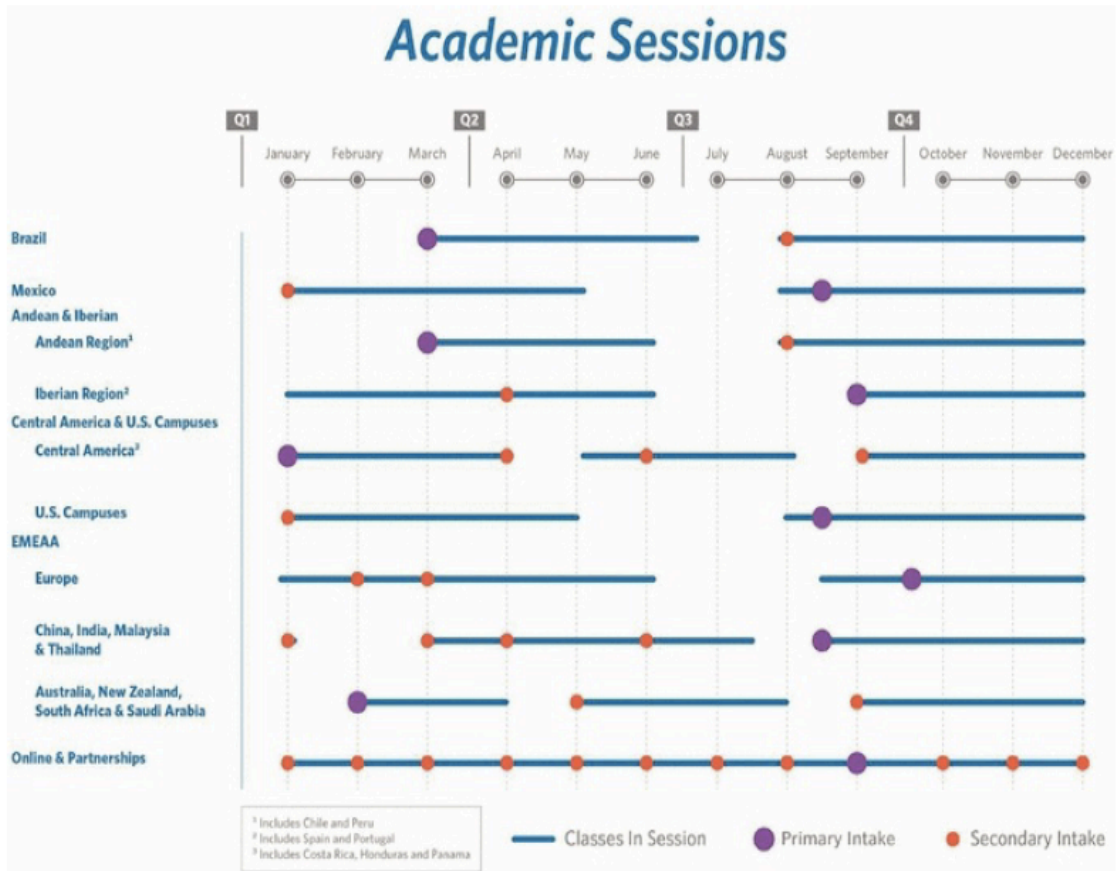 Academic Sessions
Q1 Q2 Q3 Q4
January February March April May June July August September October November December
Brazil
Mexico
Andean & Iberian
Andean Region¹
Iberian Region²
Central America & U.S. Campuses
Central America³
U.S. Campuses
EMEAA
Europe
China, India, Malaysia
& Thailand
Australia, New Zealand,
South Africa & Saudi Arabia
Online & Partnerships
¹ Includes Chile and Peru
² Includes Spain and Portugal
³ Includes Costa Rica, Honduras and Panama
Classes In Session Primary Intake Secondary Intake